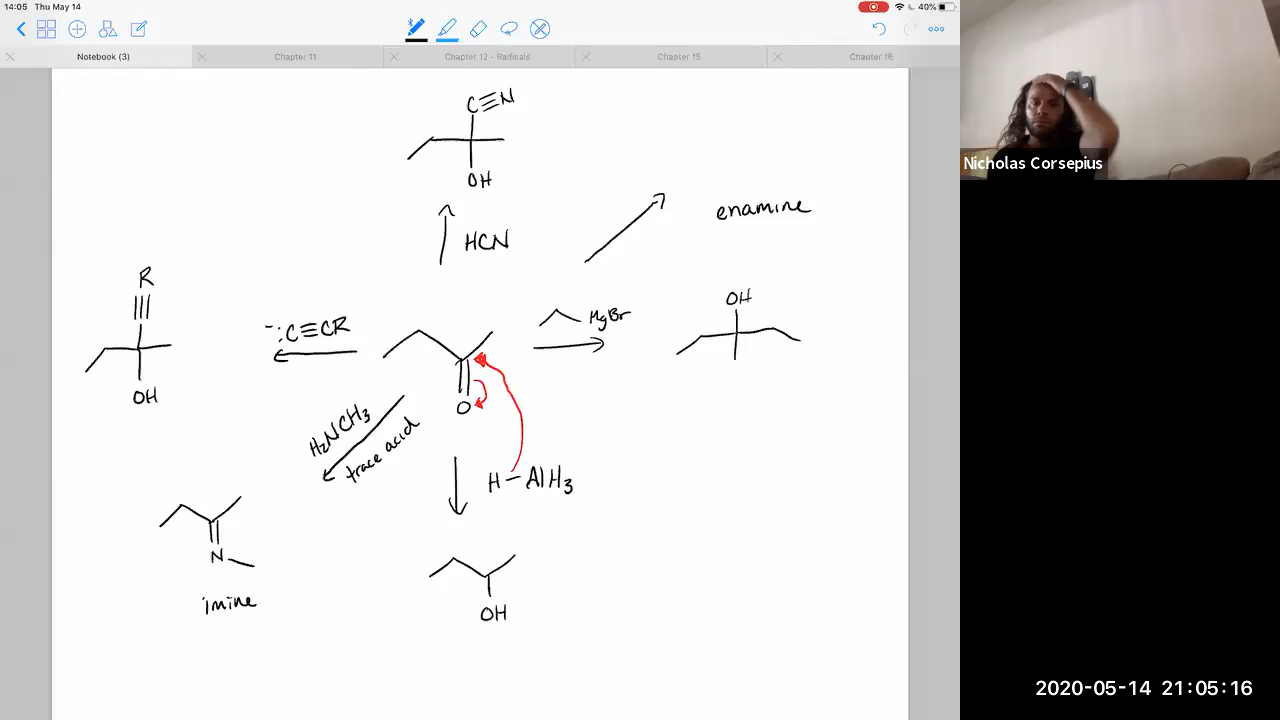 14:05 Thu May 14
40%
Notebook (3)
Chapter 11
Chapter 12 - Radicals
Chapter 15
Chapter 16
Nicholas Corsepius
C≡N
OH
HCN
enamine
R
-:C≡CR
OH
MgBr
OH
O
H₂NCH₃
trace acid
H-AlH₃
N
imine
OH
2020-05-14 21:05:16